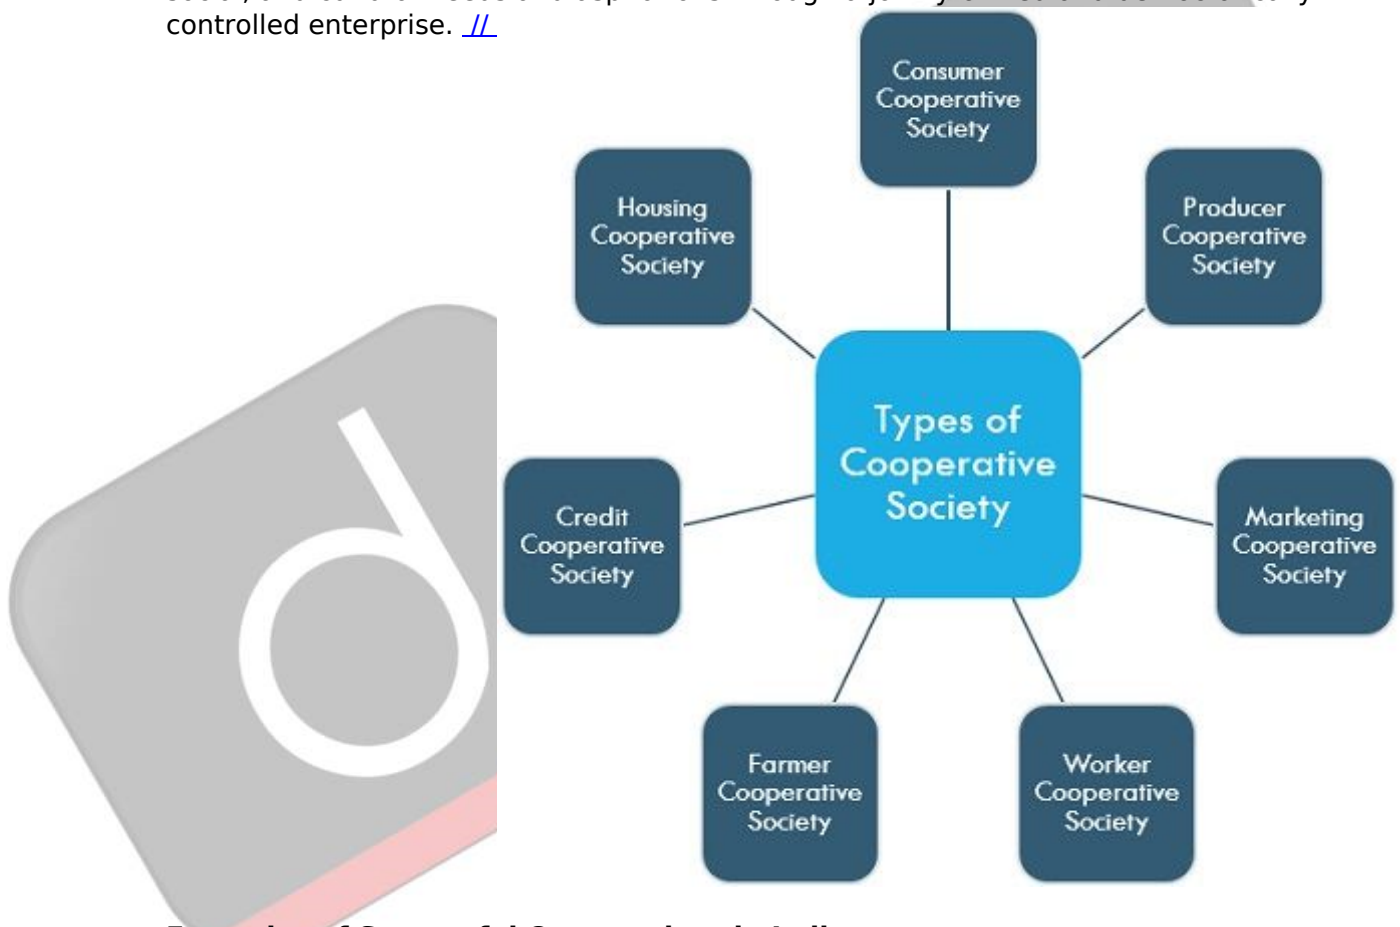 controlled enterprise. //
Consumer
Cooperative
Society
Producer
Cooperative
Society
Marketing
Cooperative
Society
Worker
Cooperative
Society
Farmer
Cooperative
Society
Credit
Cooperative
Society
Housing
Cooperative
Society
Types of
Cooperative
Society
d